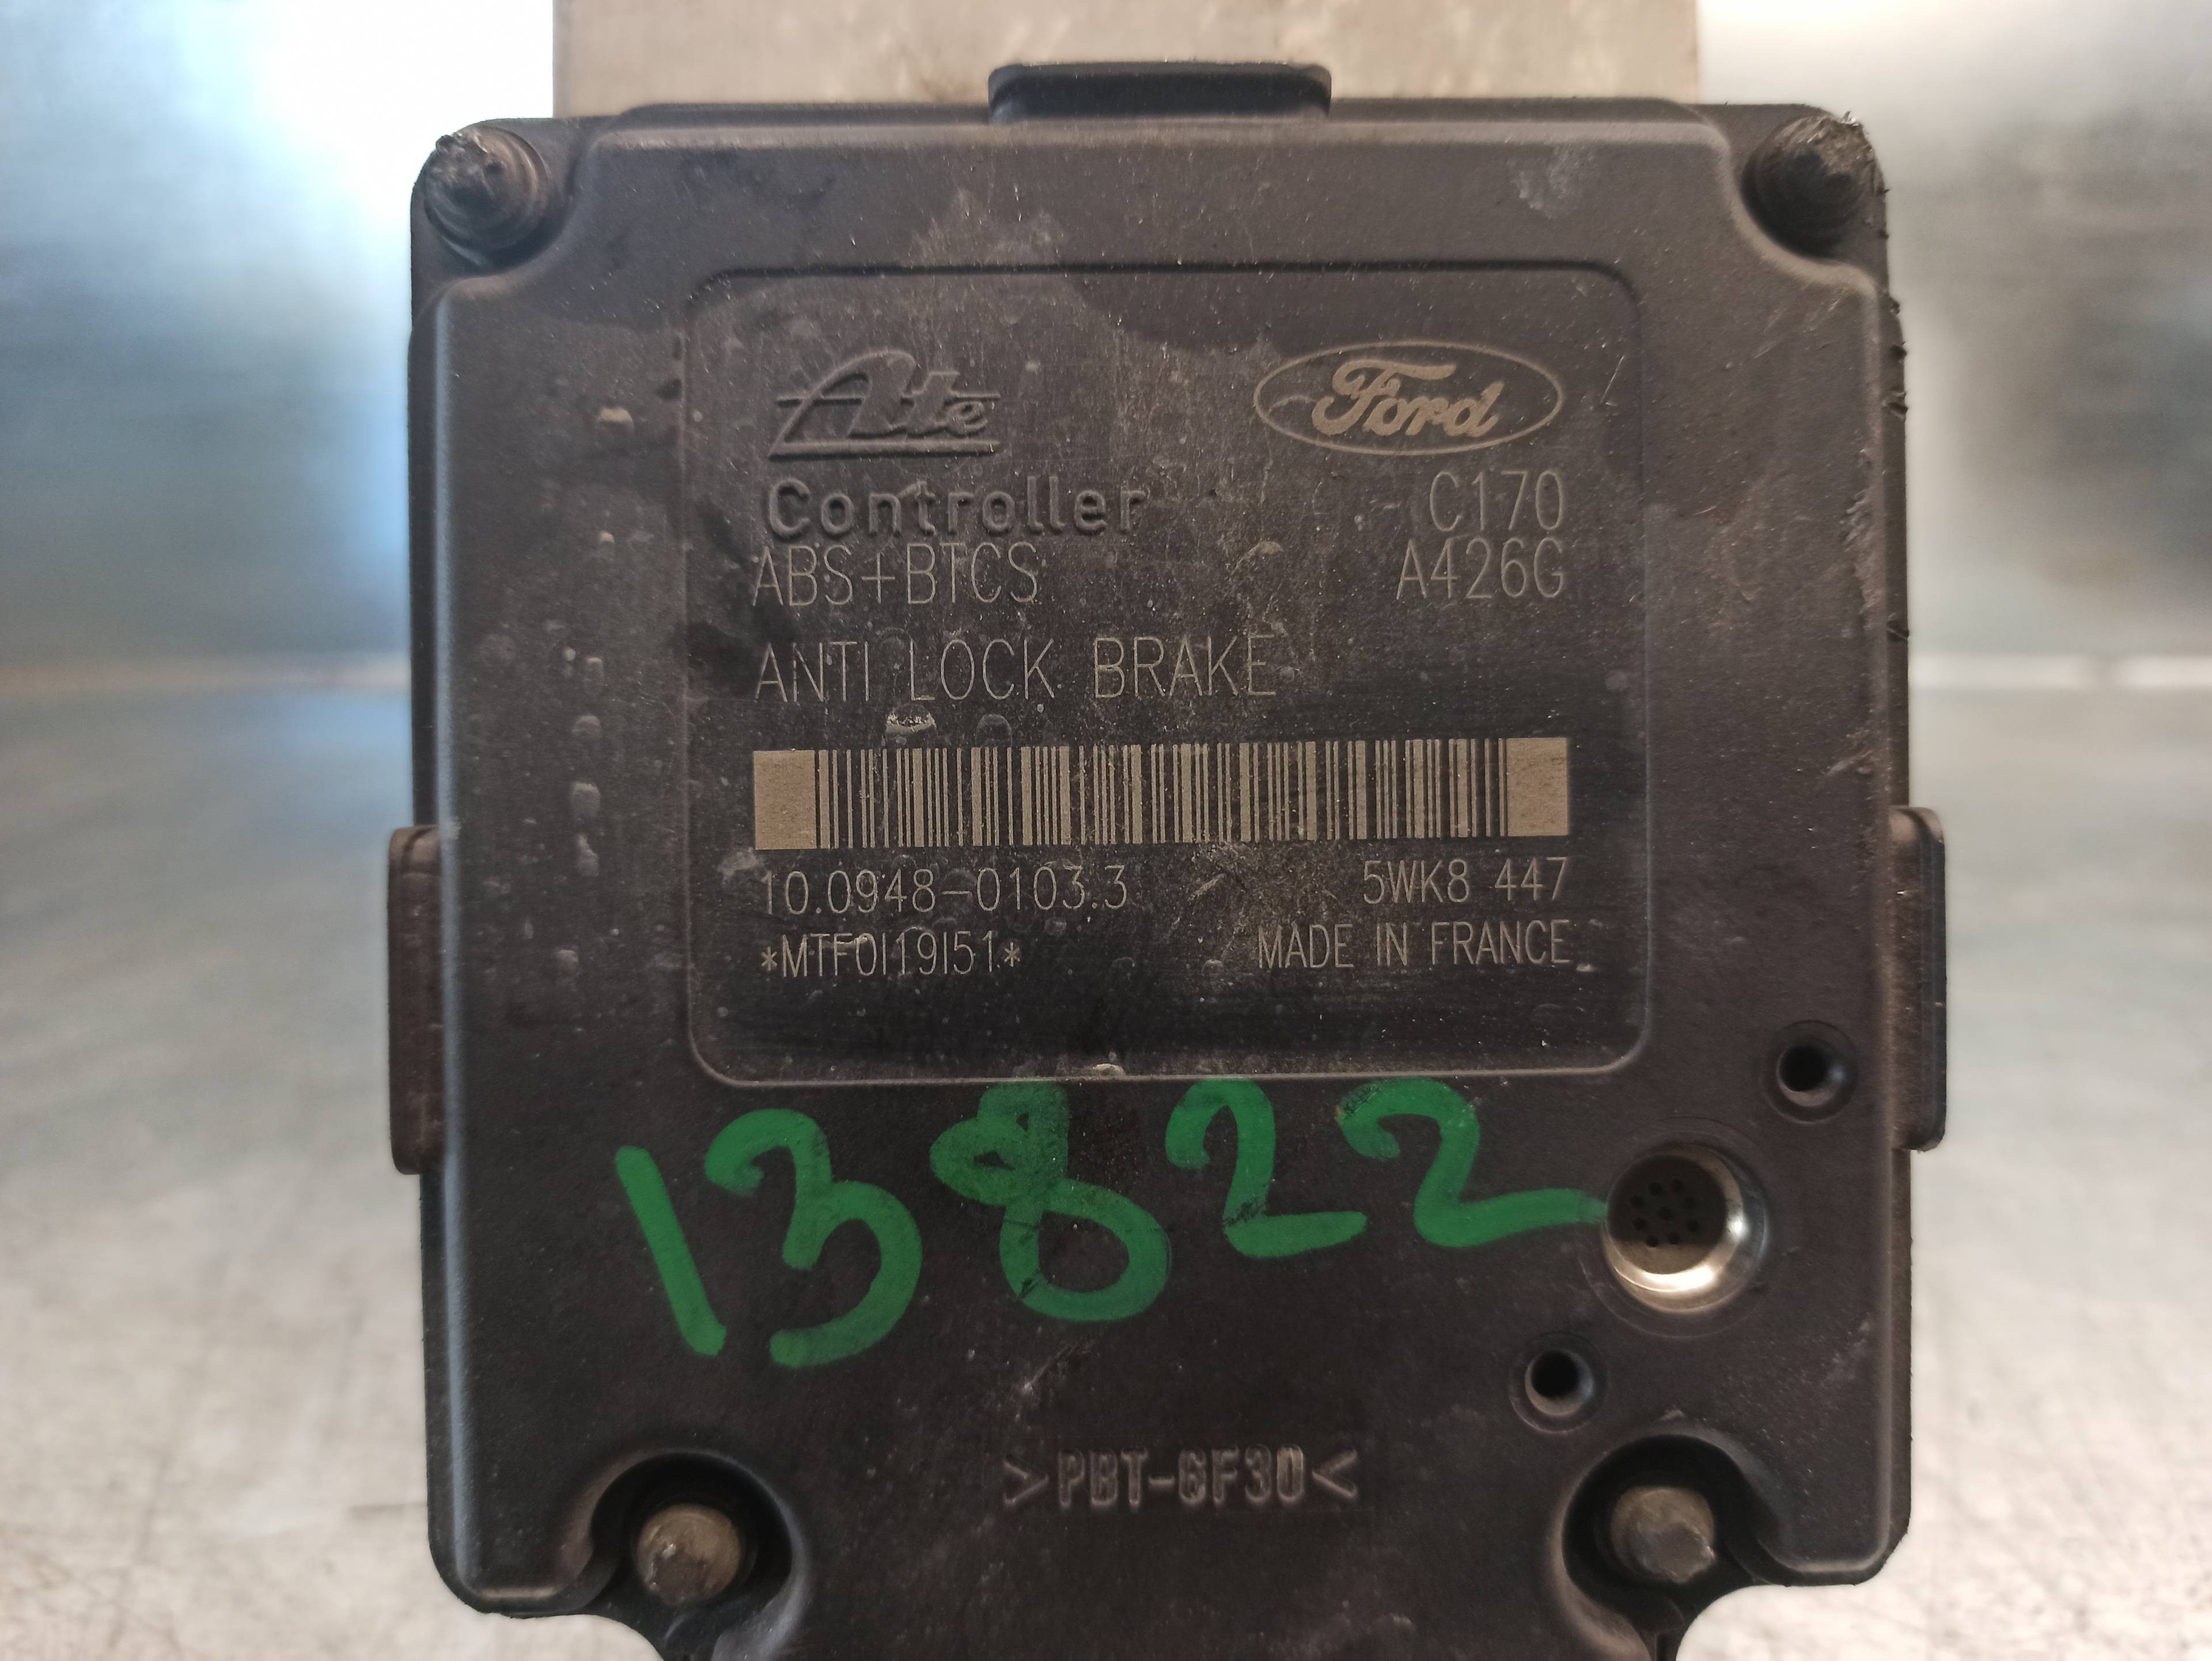 Ate
Ford
Controller C170
ABS+BTCS A426G
ANTI LOCK BRAKE
10.0948-0103.3 5WK8 447
*MTF0I19I51* MADE IN FRANCE
13822
>PBT-GF30<